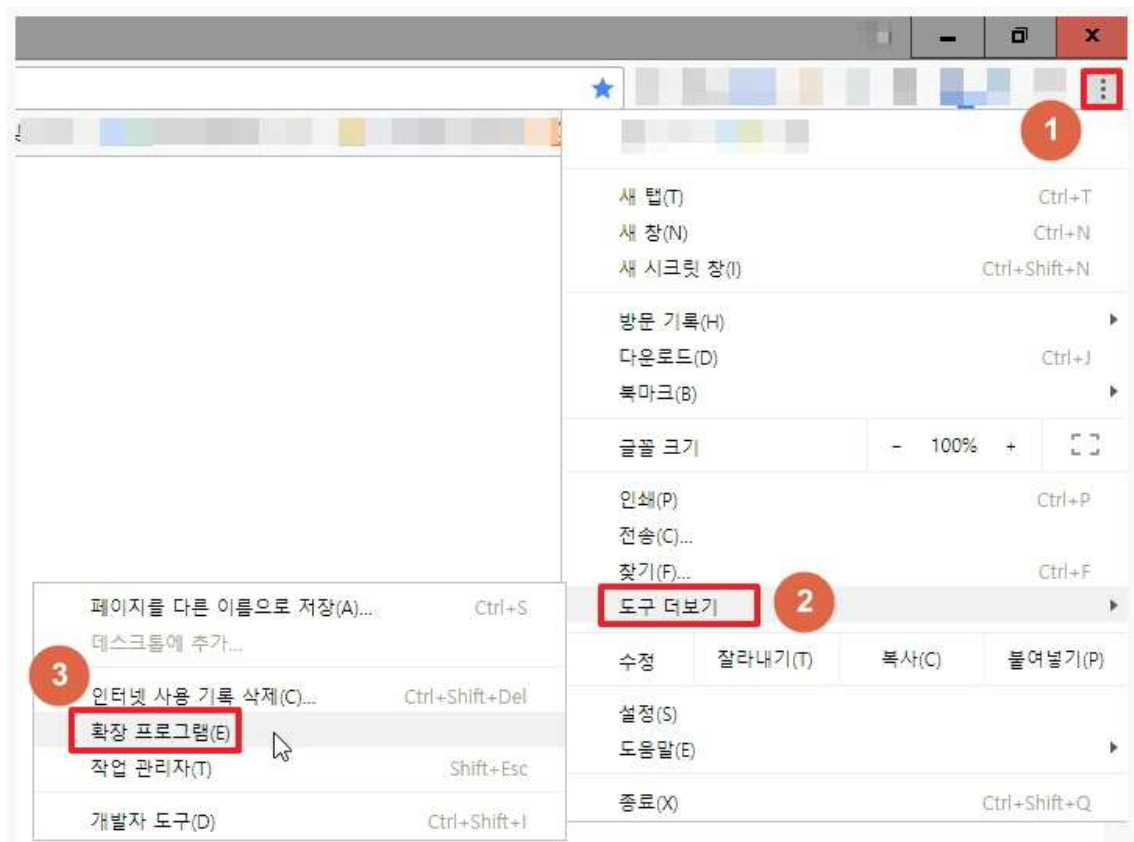 1
새 탭(T) Ctrl+T
새 창(N) Ctrl+N
새 시크릿 창(I) Ctrl+Shift+N
방문 기록(H)
다운로드(D) Ctrl+J
북마크(B)
글꼴 크기 - 100% +
인쇄(P) Ctrl+P
전송(C)...
찾기(F)... Ctrl+F
도구 더보기 2
수정 잘라내기(T) 복사(C) 붙여넣기(P)
설정(S)
도움말(E)
종료(X) Ctrl+Shift+Q
페이지를 다른 이름으로 저장(A)... Ctrl+S
데스크톱에 추가...
3
인터넷 사용 기록 삭제(C)... Ctrl+Shift+Del
확장 프로그램(E)
작업 관리자(T) Shift+Esc
개발자 도구(D) Ctrl+Shift+I